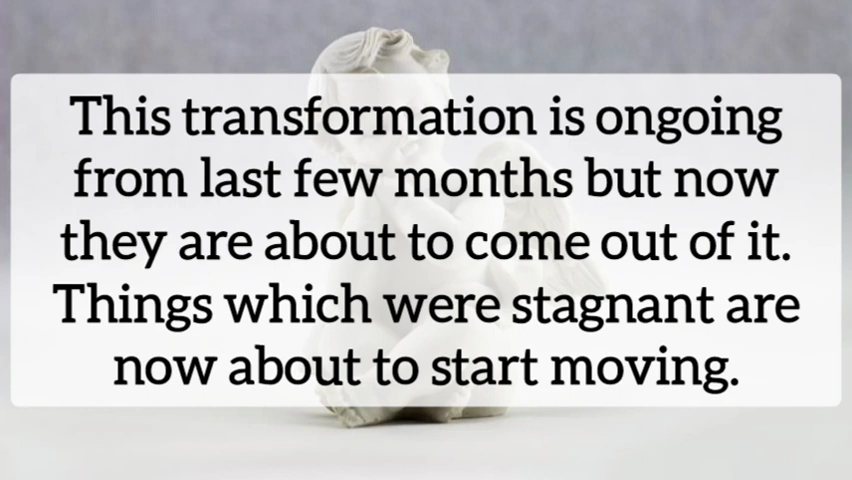 This transformation is ongoing
from last few months but now
they are about to come out of it.
Things which were stagnant are
now about to start moving.